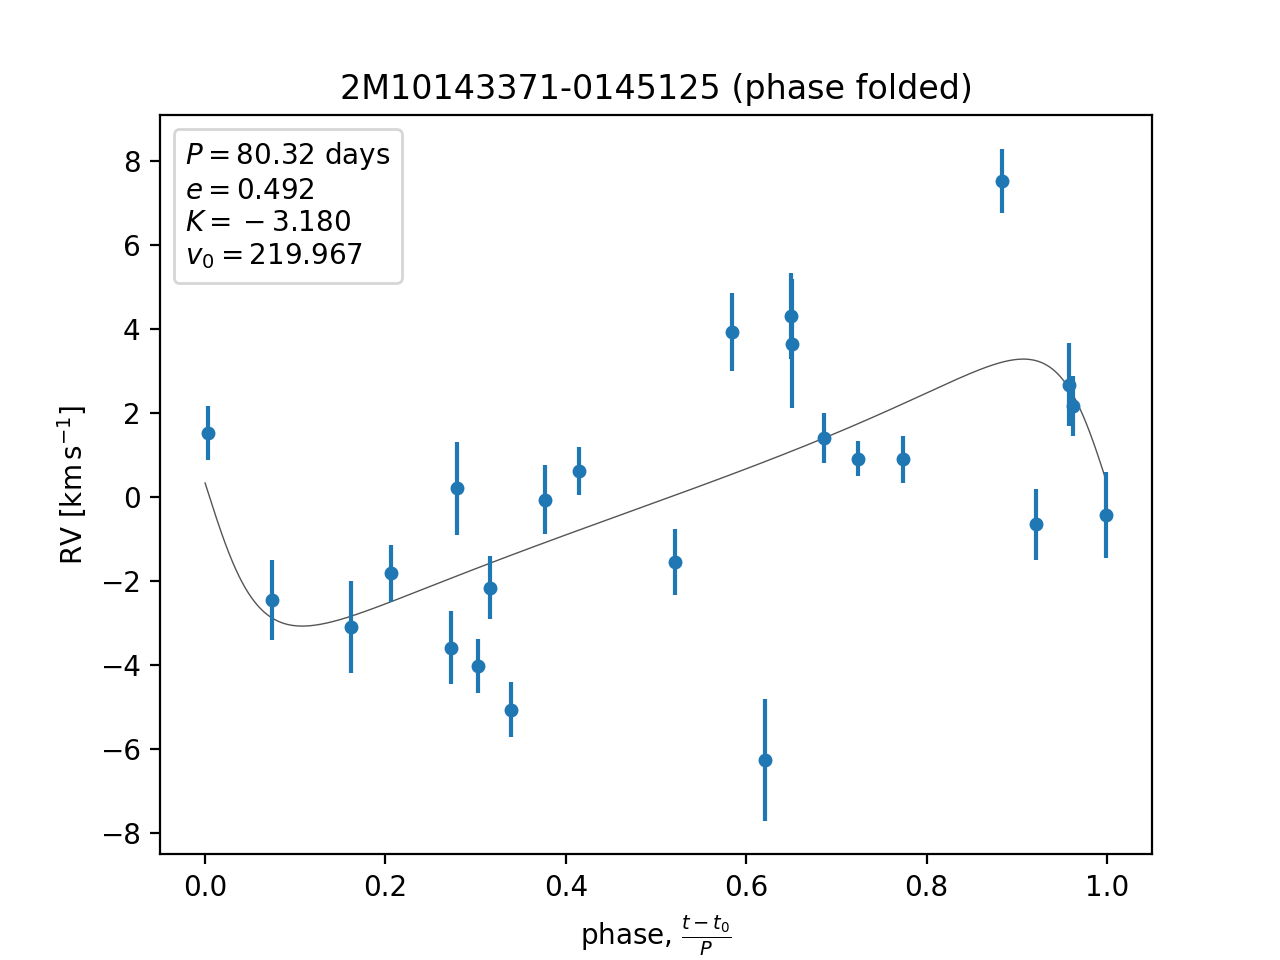 2M10143371-0145125 (phase folded)
P = 80.32 days
e = 0.492
K = −3.180
v₀ = 219.967
8
6
4
2
0
−2
−4
−6
−8
RV [km s⁻¹]
0.0 0.2 0.4 0.6 0.8 1.0
phase, (t − t₀)/P